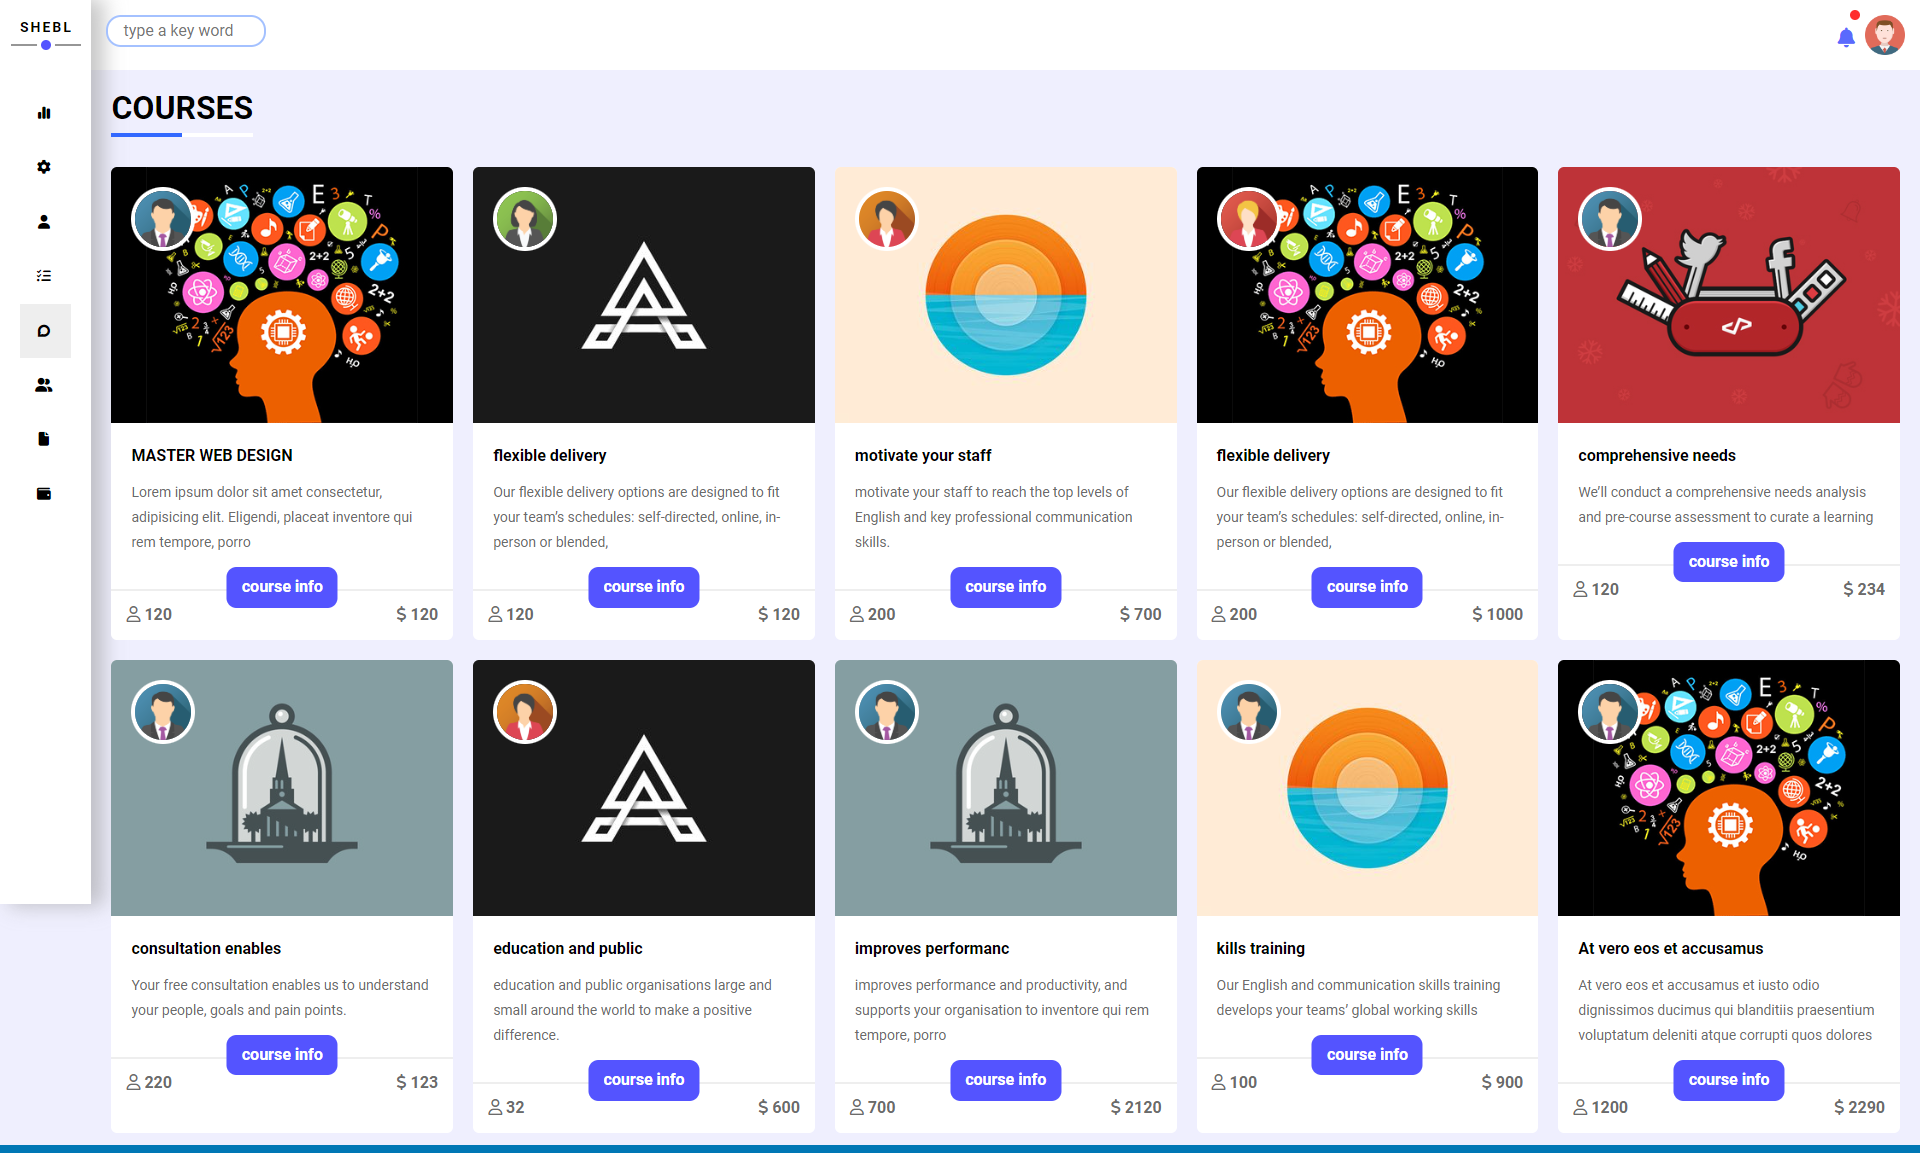 SHEBL
type a key word
COURSES
MASTER WEB DESIGN
Lorem ipsum dolor sit amet consectetur,
adipisicing elit. Eligendi, placeat inventore qui
rem tempore, porro
course info
120
$ 120
flexible delivery
Our flexible delivery options are designed to fit
your team’s schedules: self-directed, online, in-
person or blended,
course info
120
$ 120
motivate your staff
motivate your staff to reach the top levels of
English and key professional communication
skills.
course info
200
$ 700
flexible delivery
Our flexible delivery options are designed to fit
your team’s schedules: self-directed, online, in-
person or blended,
course info
200
$ 1000
comprehensive needs
We’ll conduct a comprehensive needs analysis
and pre-course assessment to curate a learning
course info
120
$ 234
consultation enables
Your free consultation enables us to understand
your people, goals and pain points.
course info
220
$ 123
education and public
education and public organisations large and
small around the world to make a positive
difference.
course info
32
$ 600
improves performanc
improves performance and productivity, and
supports your organisation to inventore qui rem
tempore, porro
course info
700
$ 2120
kills training
Our English and communication skills training
develops your teams’ global working skills
course info
100
$ 900
At vero eos et accusamus
At vero eos et accusamus et iusto odio
dignissimos ducimus qui blanditiis praesentium
voluptatum deleniti atque corrupti quos dolores
course info
1200
$ 2290